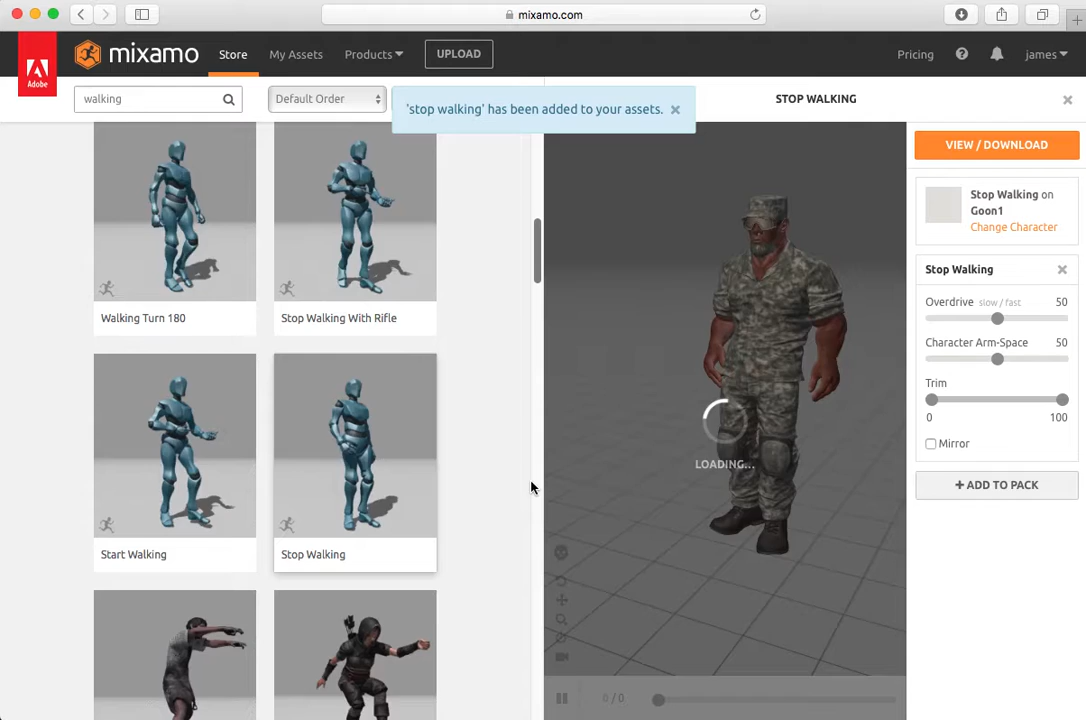 mixamo.com
Adobe
mixamo
Store
My Assets
Products
UPLOAD
Pricing
?
james
walking
Default Order
'stop walking' has been added to your assets. ×
STOP WALKING
×
VIEW / DOWNLOAD
Stop Walking on
Goon1
Change Character
Stop Walking
×
Overdrive slow / fast 50
Character Arm-Space 50
Trim
0 100
Mirror
+ ADD TO PACK
Walking Turn 180
Stop Walking With Rifle
Start Walking
Stop Walking
LOADING...
0 / 0